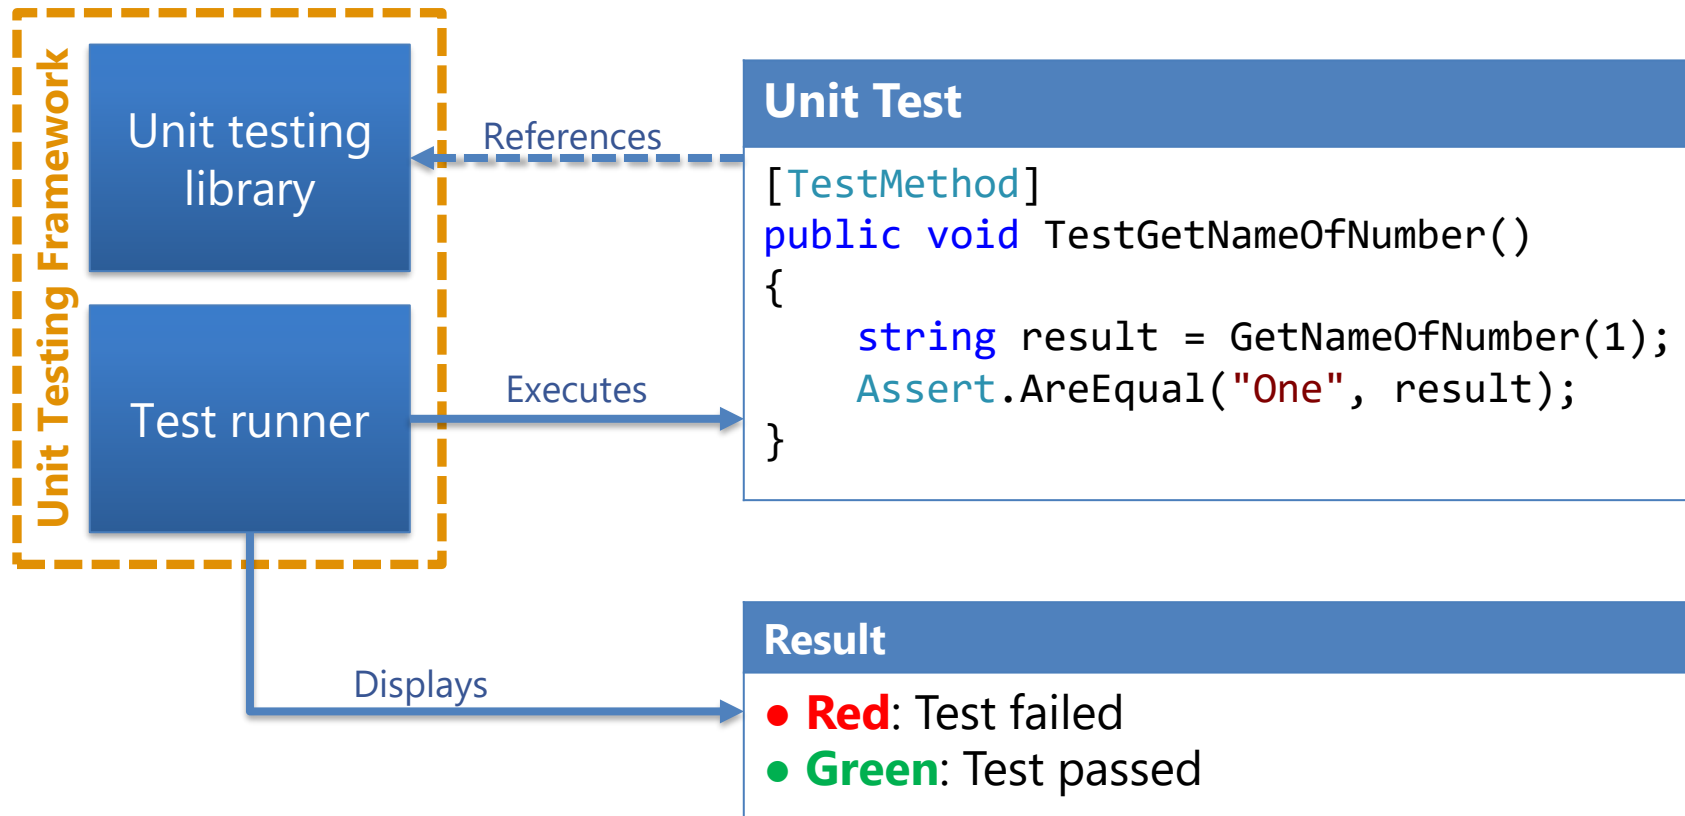 Unit Testing Framework
Unit testing
library
Test runner
References
Executes
Displays
Unit Test
[TestMethod]
public void TestGetNameOfNumber()
{
    string result = GetNameOfNumber(1);
    Assert.AreEqual("One", result);
}
Result
● Red: Test failed
● Green: Test passed